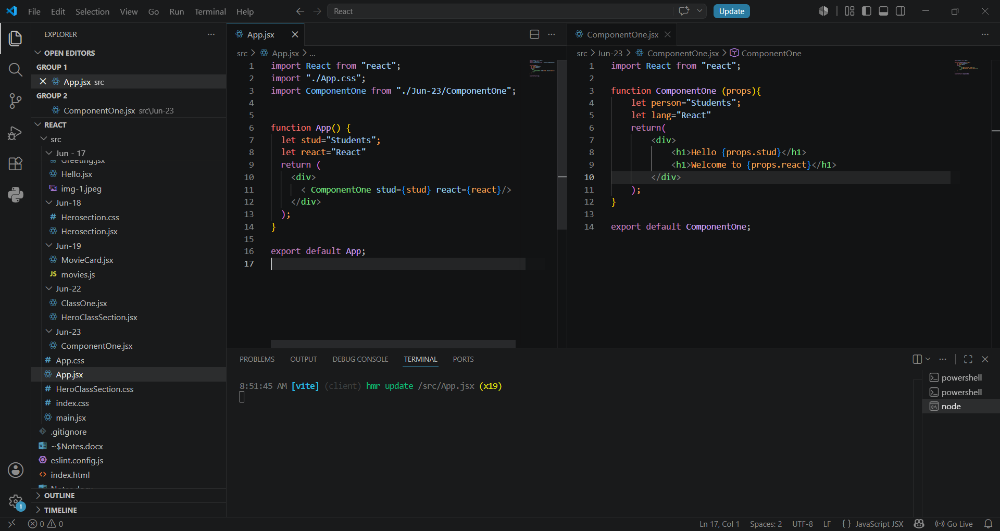 File Edit Selection View Go Run Terminal Help
React
Update
EXPLORER
OPEN EDITORS
GROUP 1
App.jsx src
GROUP 2
ComponentOne.jsx src\Jun-23
REACT
src
Jun - 17
Greeting.jsx
Hello.jsx
img-1.jpeg
Jun-18
# Herosection.css
Herosection.jsx
Jun-19
MovieCard.jsx
JS movies.js
Jun-22
ClassOne.jsx
HeroClassSection.jsx
Jun-23
ComponentOne.jsx
# App.css
App.jsx
# HeroClassSection.css
# index.css
main.jsx
.gitignore
~$Notes.docx
eslint.config.js
<> index.html
Notes.docx
OUTLINE
TIMELINE
App.jsx
src > App.jsx > ...
1 import React from "react";
2 import "./App.css";
3 import ComponentOne from "./Jun-23/ComponentOne";
4
5
6 function App() {
7 let stud="Students";
8 let react="React"
9 return (
10 <div>
11 < ComponentOne stud={stud} react={react}/>
12 </div>
13 );
14 }
15
16 export default App;
17
ComponentOne.jsx
src > Jun-23 > ComponentOne.jsx > ComponentOne
1 import React from "react";
2
3 function ComponentOne (props){
4 let person="Students";
5 let lang="React"
6 return(
7 <div>
8 <h1>Hello {props.stud}</h1>
9 <h1>Welcome to {props.react}</h1>
10 </div>
11 );
12 }
13
14 export default ComponentOne;
PROBLEMS OUTPUT DEBUG CONSOLE TERMINAL PORTS
8:51:45 AM [vite] (client) hmr update /src/App.jsx (x19)
powershell
powershell
node
1
0 0
Ln 17, Col 1 Spaces: 2 UTF-8 LF { } JavaScript JSX Go Live